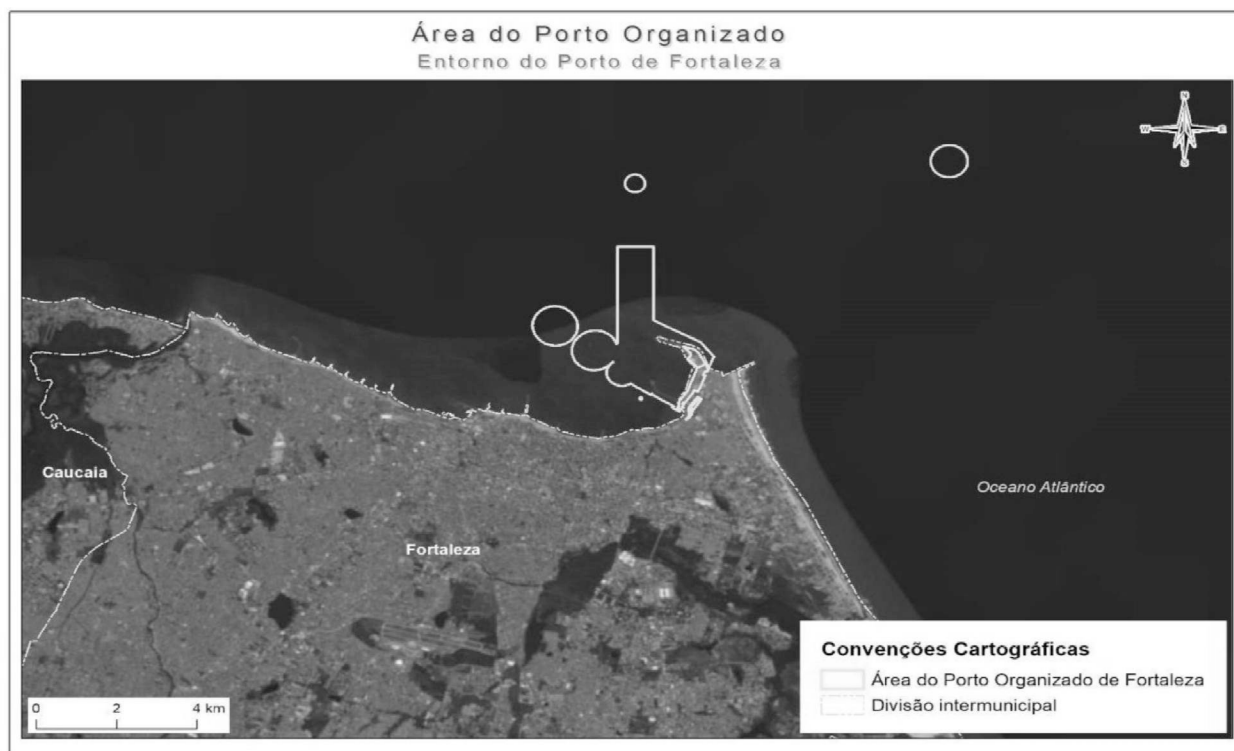 Área do Porto Organizado
Entorno do Porto de Fortaleza
N
W E
S
Caucaia
Fortaleza
Oceano Atlântico
Convenções Cartográficas
Área do Porto Organizado de Fortaleza
Divisão intermunicipal
0 2 4 km